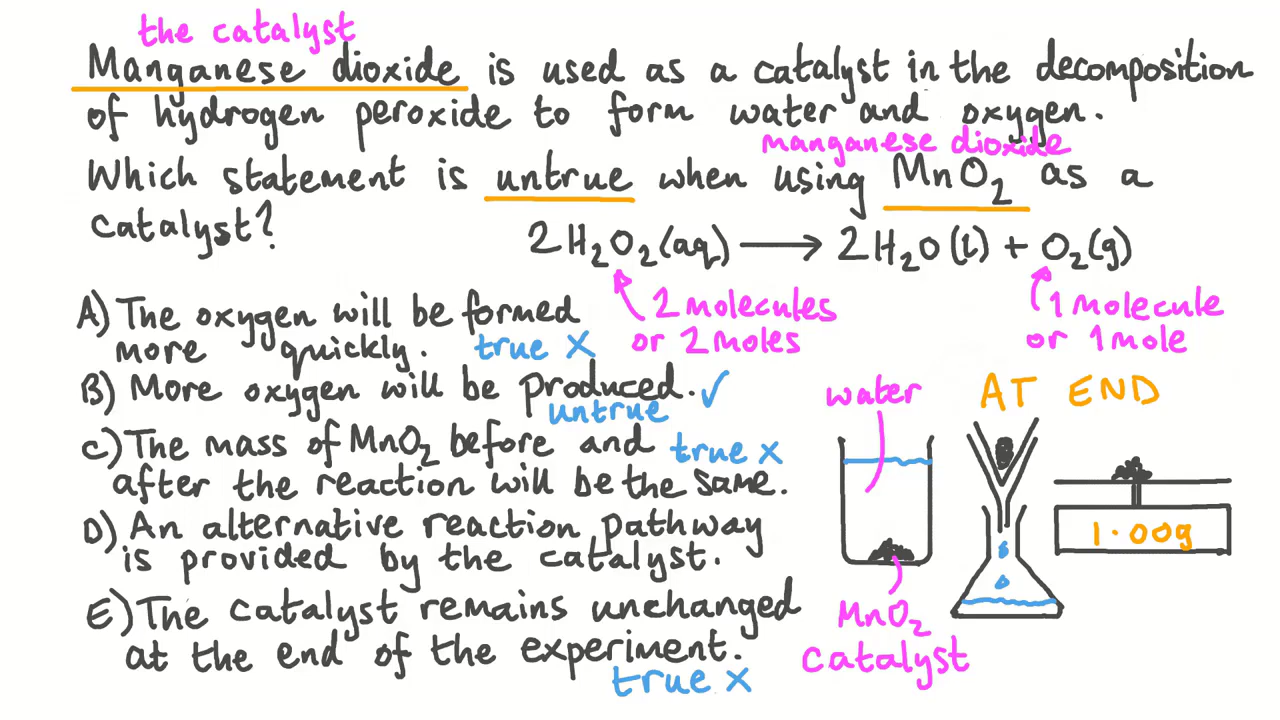 the catalyst
Manganese dioxide is used as a catalyst in the decomposition
of hydrogen peroxide to form water and oxygen.
manganese dioxide
Which statement is untrue when using MnO₂ as a
catalyst?
2H₂O₂(aq) ⟶ 2H₂O(l) + O₂(g)
2 molecules
or 2 moles
1 molecule
or 1 mole
A) The oxygen will be formed
more quickly. true ×
B) More oxygen will be produced. ✓
untrue
C) The mass of MnO₂ before and true ×
after the reaction will be the same.
D) An alternative reaction pathway
is provided by the catalyst.
E) The catalyst remains unchanged
at the end of the experiment.
true ×
water
MnO₂
catalyst
AT END
1.00g